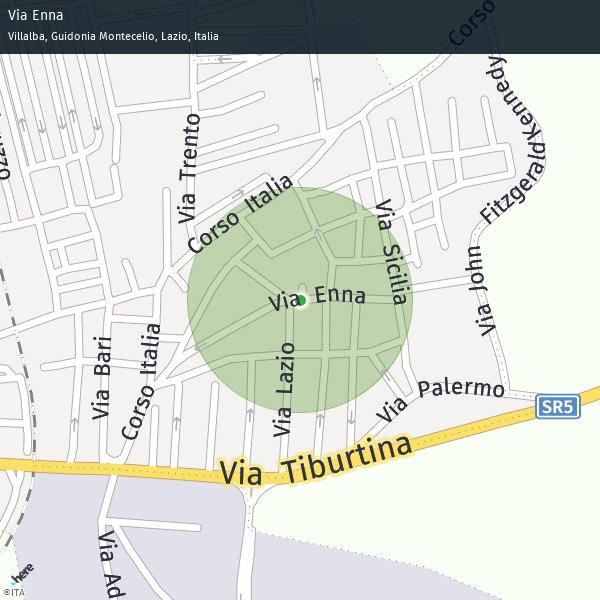 Via Enna
Villalba, Guidonia Montecelio, Lazio, Italia
Corso
Via Trento
Corso Italia
Fitzgerald Kennedy
Via Sicilia
Via John
Via Enna
Via Bari
Corso Italia
Via Lazio
Via Palermo
SR5
Via Tiburtina
Via Ad
here
©ITA